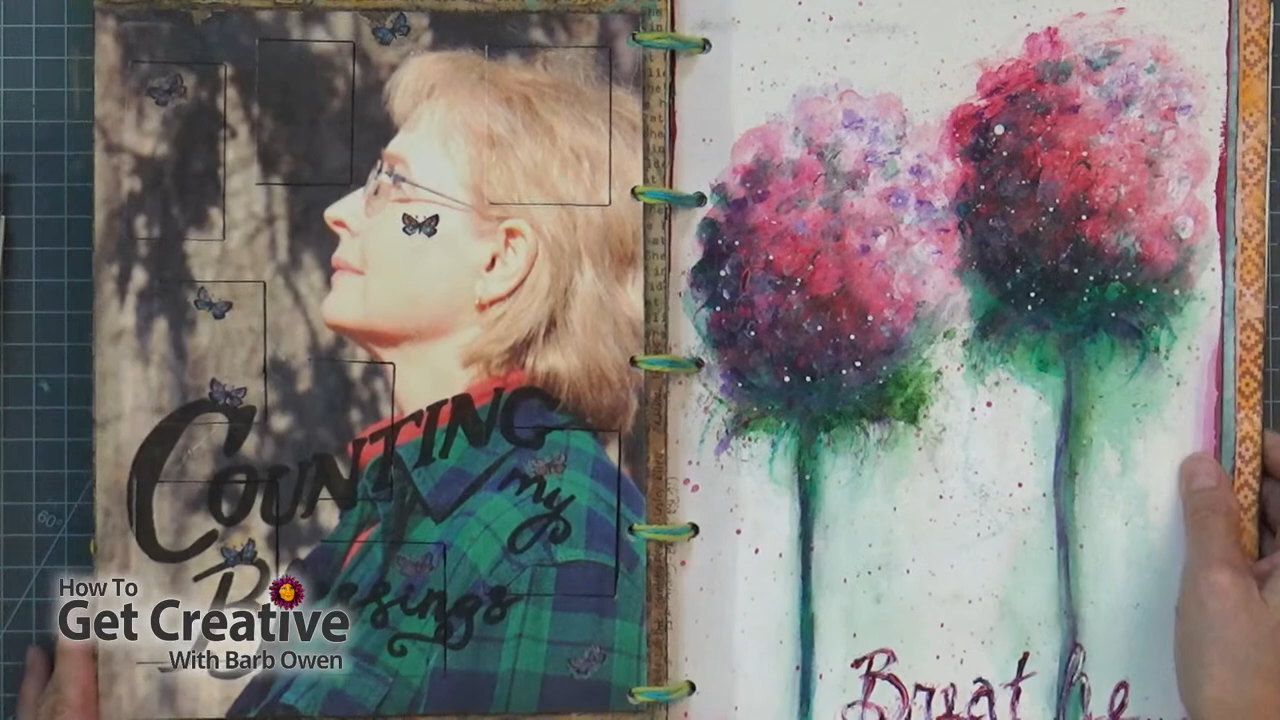 COUNTING
my
Blessings
How To
Get Creative
With Barb Owen
Breathe
60°